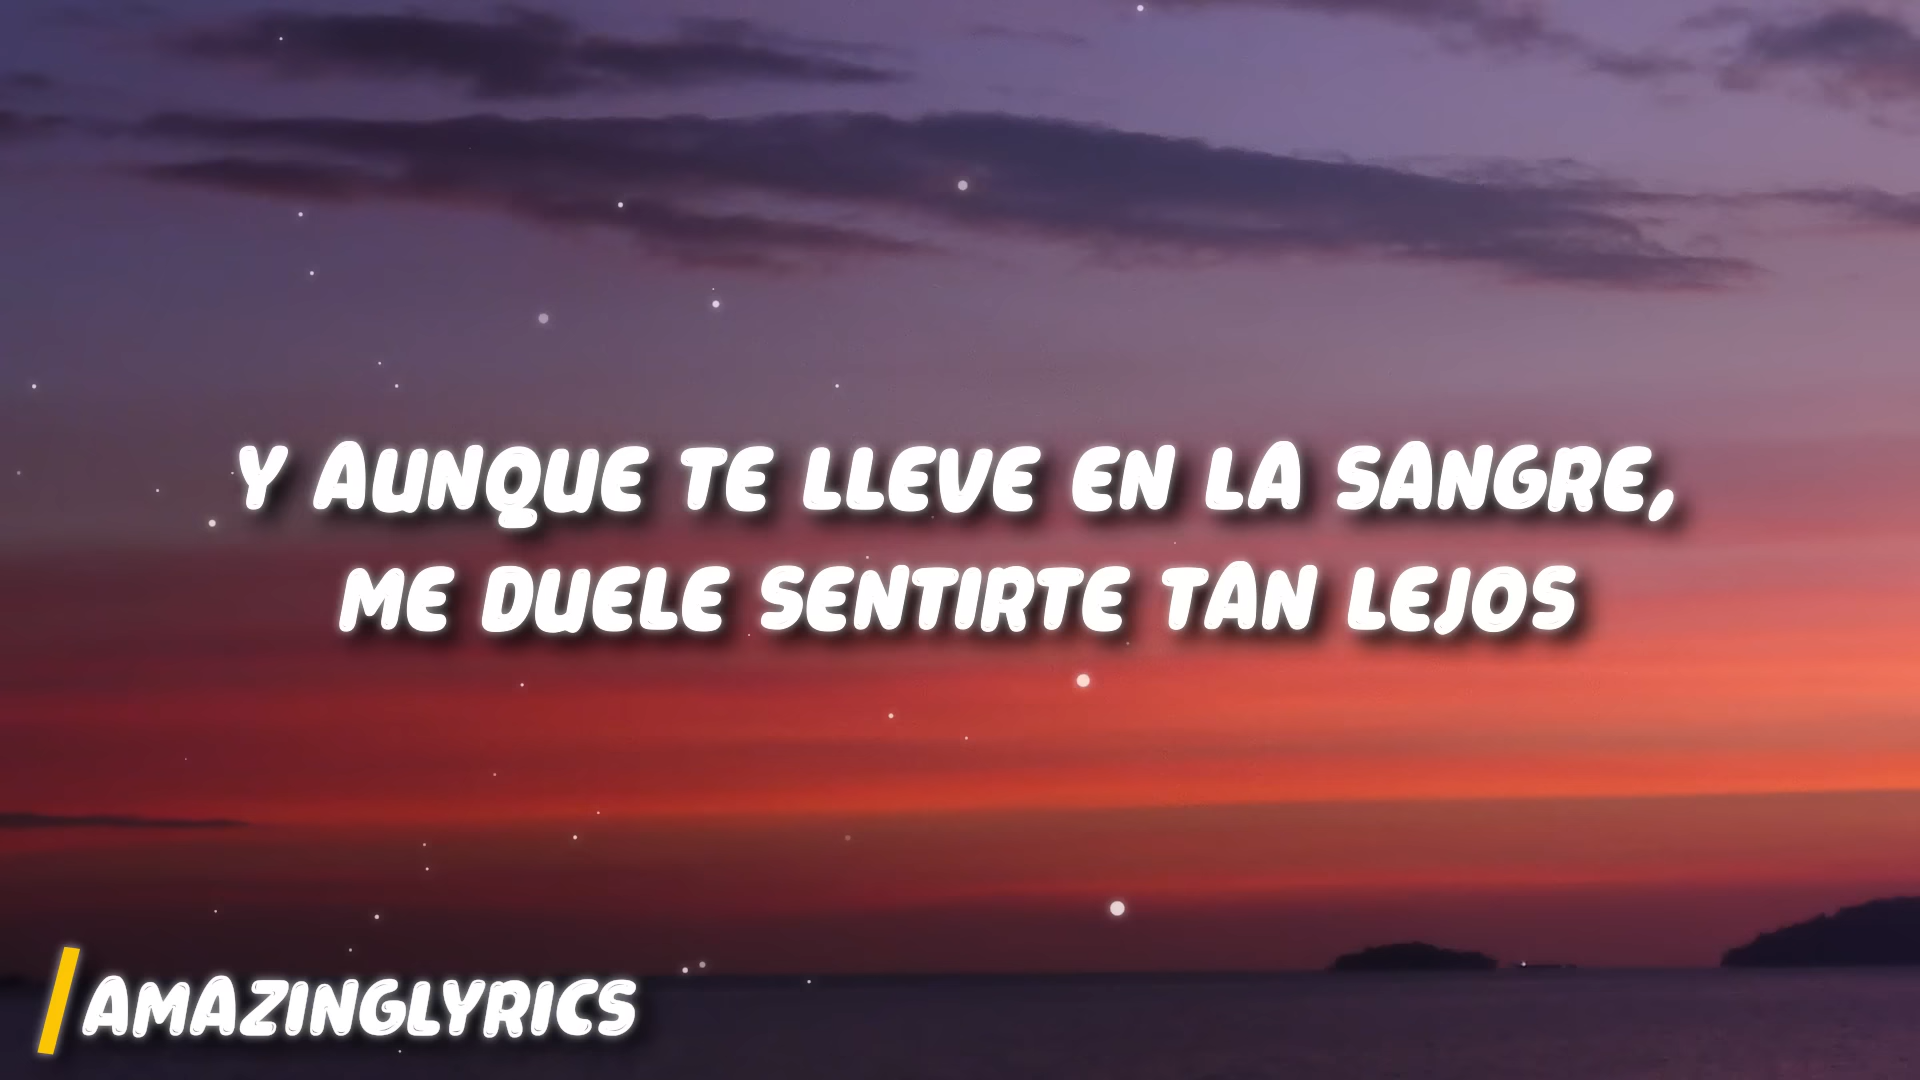 Y AUNQUE TE LLEVE EN LA SANGRE,
ME DUELE SENTIRTE TAN LEJOS
AMAZINGLYRICS